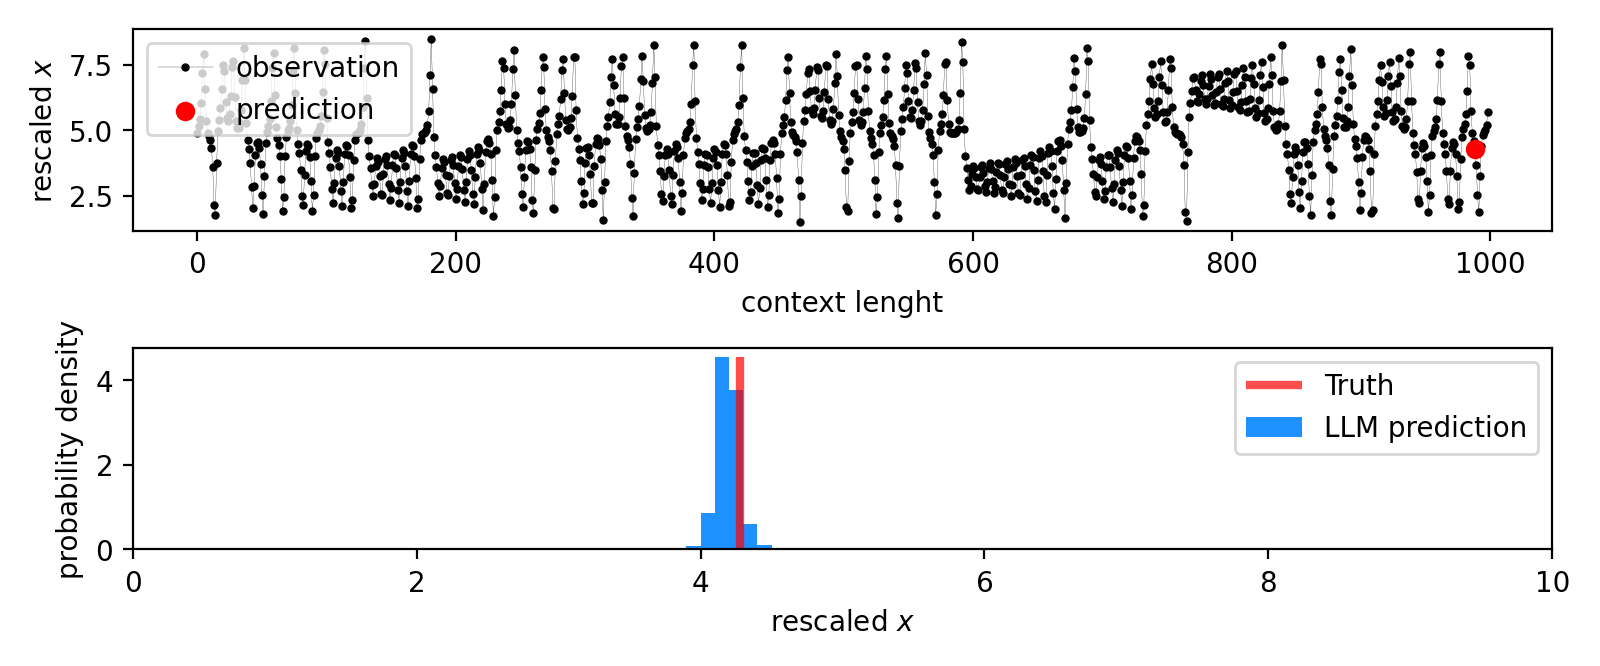 rescaled x
7.5
5.0
2.5
observation
prediction
0
200
400
600
800
1000
context lenght
probability density
4
2
0
Truth
LLM prediction
0
2
4
6
8
10
rescaled x